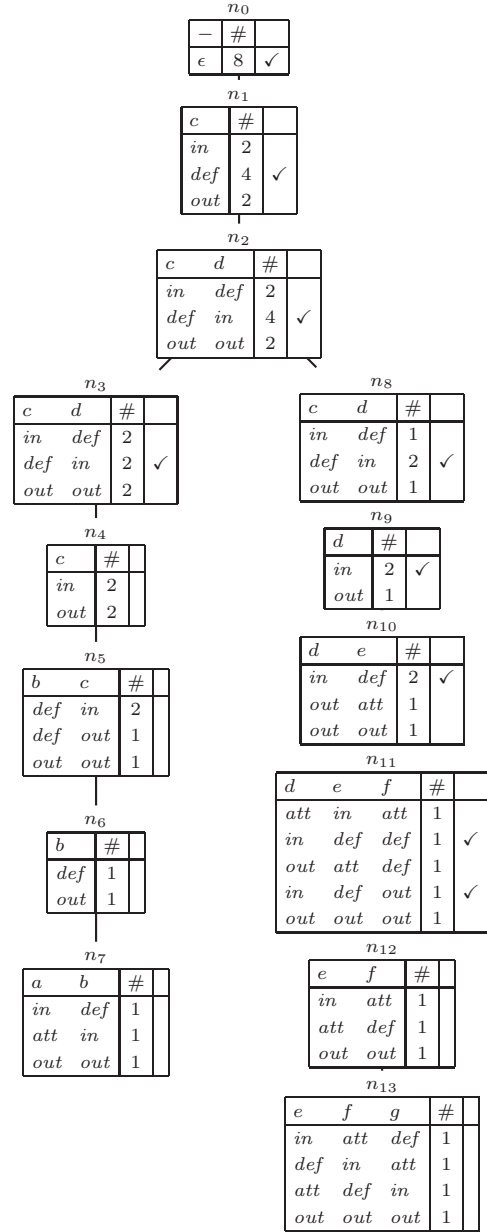 n₀
− #
ϵ 8 ✓
n₁
c #
in 2
def 4 ✓
out 2
n₂
c d #
in def 2
def in 4 ✓
out out 2
n₃
c d #
in def 2
def in 2 ✓
out out 2
n₄
c #
in 2
out 2
n₅
b c #
def in 2
def out 1
out out 1
n₆
b #
def 1
out 1
n₇
a b #
in def 1
att in 1
out out 1
n₈
c d #
in def 1
def in 2 ✓
out out 1
n₉
d #
in 2 ✓
out 1
n₁₀
d e #
in def 2 ✓
out att 1
out out 1
n₁₁
d e f #
att in att 1
in def def 1 ✓
out att def 1
in def out 1 ✓
out out out 1
n₁₂
e f #
in att 1
att def 1
out out 1
n₁₃
e f g #
in att def 1
def in att 1
att def in 1
out out out 1